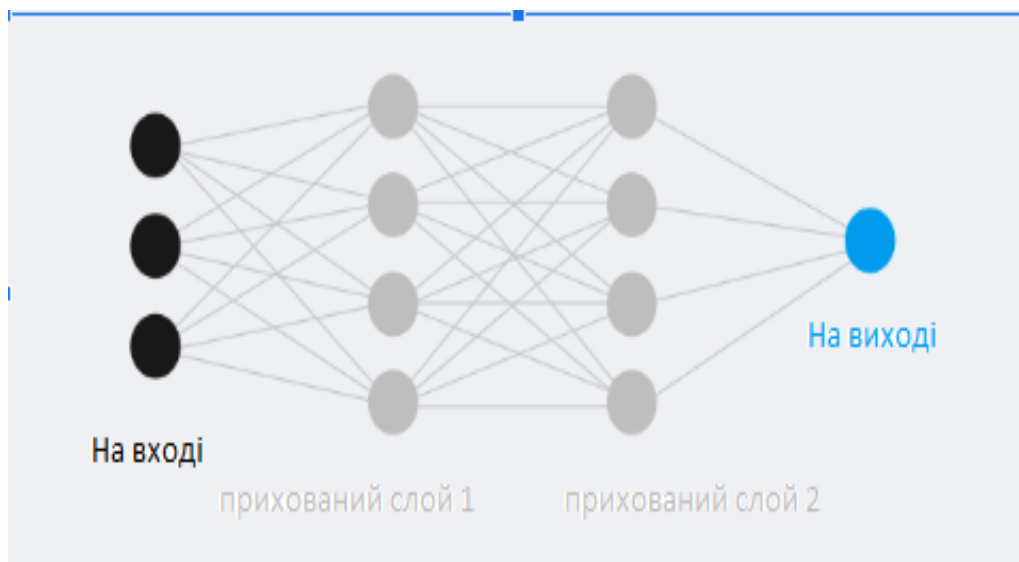 На вході
На виході
прихований слой 1
прихований слой 2